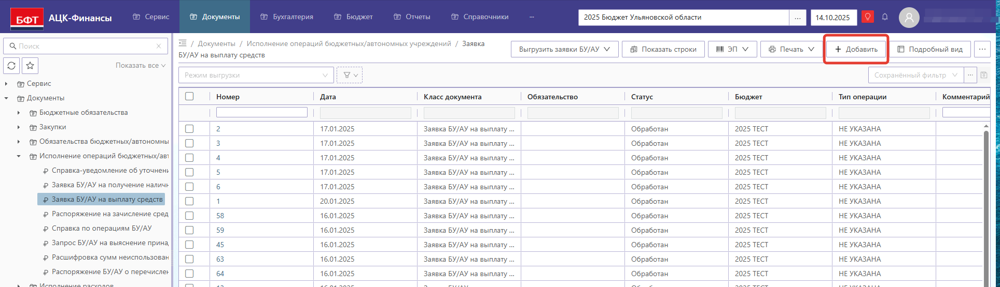 БФТ АЦК-Финансы Сервис Документы Бухгалтерия Бюджет Отчеты Справочники ... 2025 Бюджет Ульяновской области ... 14.10.2025
Поиск
Показать все
Сервис
Документы
Бюджетные обязательства
Закупки
Обязательства бюджетных/автономны
Исполнение операций бюджетных/авт
Справка-уведомление об уточнени
Заявка БУ/АУ на получение наличн
Заявка БУ/АУ на выплату средств
Распоряжение на зачисление сред
Справка по операциям БУ/АУ
Запрос БУ/АУ на выяснение принад
Расшифровка сумм неиспользован
Распоряжение БУ/АУ о перечислен
Исполнение расходов
/ Документы / Исполнение операций бюджетных/автономных учреждений / Заявка
БУ/АУ на выплату средств
Выгрузить заявки БУ/АУ Показать строки ЭП Печать + Добавить Подробный вид ...
Режим выгрузки Сохранённый фильтр ...
Номер Дата Класс документа Обязательство Статус Бюджет Тип операции Комментарий
2 17.01.2025 Заявка БУ/АУ на выплату ... Обработан 2025 ТЕСТ НЕ УКАЗАНА
3 17.01.2025 Заявка БУ/АУ на выплату ... Обработан 2025 ТЕСТ НЕ УКАЗАНА
4 17.01.2025 Заявка БУ/АУ на выплату ... Обработан 2025 ТЕСТ НЕ УКАЗАНА
5 17.01.2025 Заявка БУ/АУ на выплату ... Обработан 2025 ТЕСТ НЕ УКАЗАНА
6 17.01.2025 Заявка БУ/АУ на выплату ... Обработан 2025 ТЕСТ НЕ УКАЗАНА
1 20.01.2025 Заявка БУ/АУ на выплату ... Обработан 2025 ТЕСТ НЕ УКАЗАНА
58 16.01.2025 Заявка БУ/АУ на выплату ... Обработан 2025 ТЕСТ НЕ УКАЗАНА
59 16.01.2025 Заявка БУ/АУ на выплату ... Обработан 2025 ТЕСТ НЕ УКАЗАНА
45 16.01.2025 Заявка БУ/АУ на выплату ... Обработан 2025 ТЕСТ НЕ УКАЗАНА
63 16.01.2025 Заявка БУ/АУ на выплату ... Обработан 2025 ТЕСТ НЕ УКАЗАНА
64 16.01.2025 Заявка БУ/АУ на выплату ... Обработан 2025 ТЕСТ НЕ УКАЗАНА